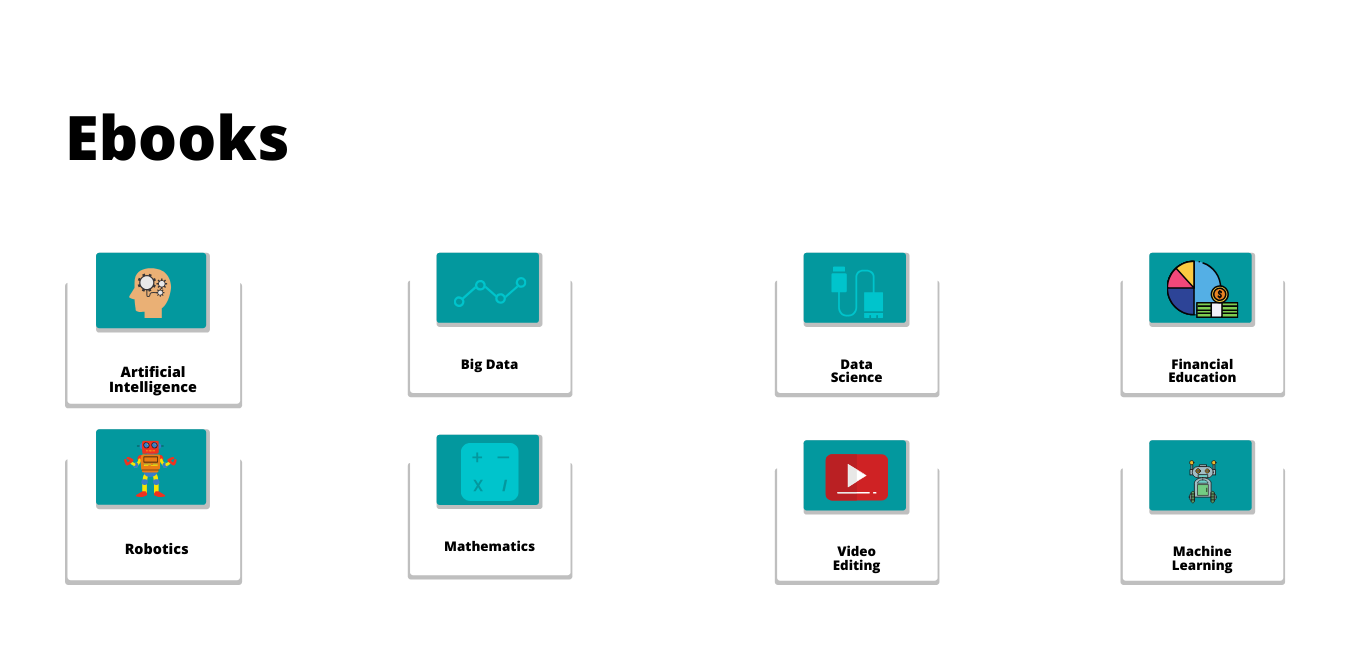 Ebooks
Artificial
Intelligence
Big Data
Data
Science
$
Financial
Education
Robotics
+ −
X /
Mathematics
Video
Editing
Machine
Learning